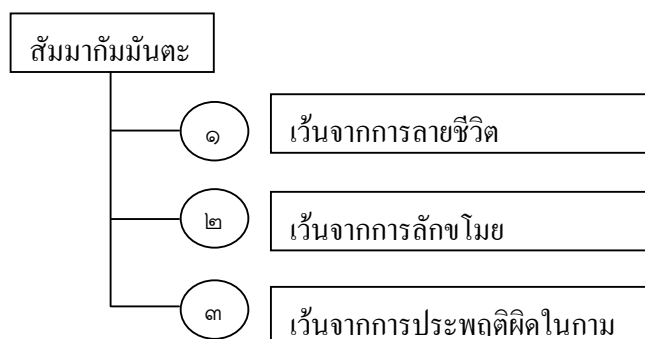 สัมมากัมมันตะ
๑
เว้นจากการลายชีวิต
๒
เว้นจากการลักขโมย
๓
เว้นจากการประพฤติผิดในกาม